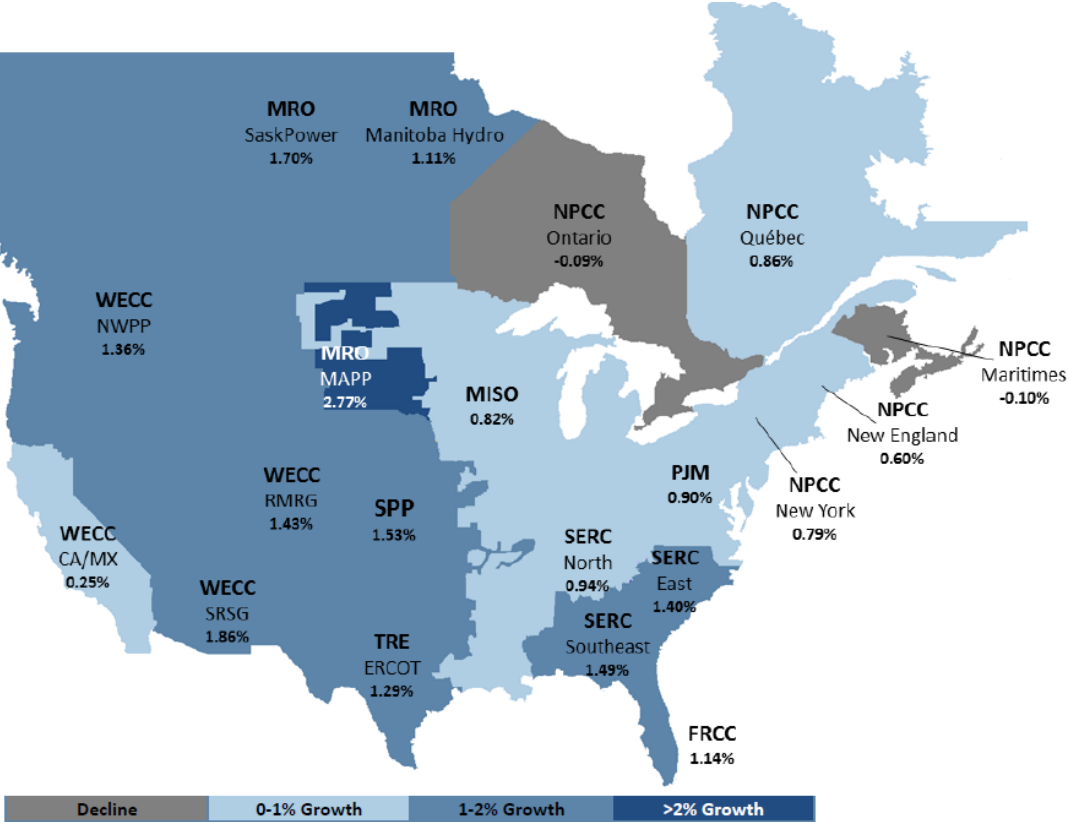 MRO
SaskPower
1.70%
MRO
Manitoba Hydro
1.11%
NPCC
Ontario
-0.09%
NPCC
Québec
0.86%
WECC
NWPP
1.36%
MRO
MAPP
2.77%
MISO
0.82%
NPCC
Maritimes
-0.10%
NPCC
New England
0.60%
NPCC
New York
0.79%
PJM
0.90%
WECC
RMRG
1.43%
SPP
1.53%
WECC
CA/MX
0.25%
SERC
North
0.94%
SERC
East
1.40%
WECC
SRSG
1.86%
SERC
Southeast
1.49%
TRE
ERCOT
1.29%
FRCC
1.14%
Decline
0-1% Growth
1-2% Growth
>2% Growth